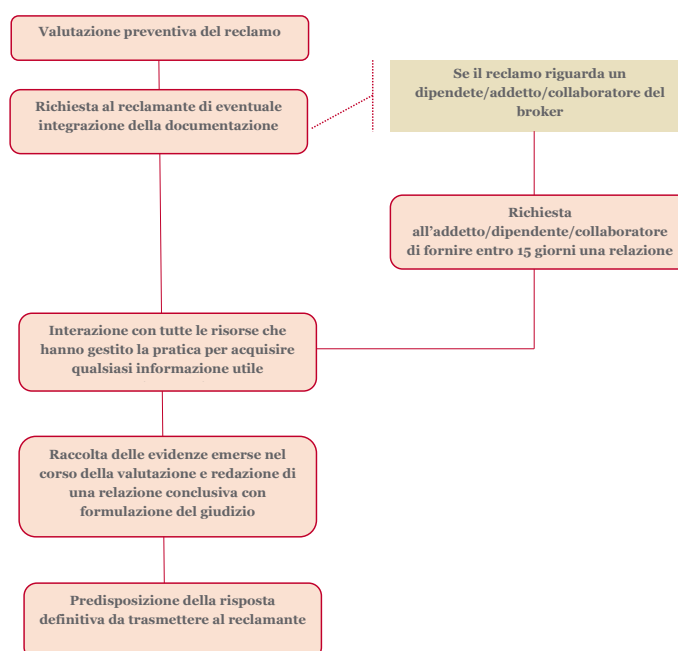 Valutazione preventiva del reclamo
Richiesta al reclamante di eventuale
integrazione della documentazione
Se il reclamo riguarda un
dipendete/addetto/collaboratore del
broker
Richiesta
all'addetto/dipendente/collaboratore
di fornire entro 15 giorni una relazione
Interazione con tutte le risorse che
hanno gestito la pratica per acquisire
qualsiasi informazione utile
Raccolta delle evidenze emerse nel
corso della valutazione e redazione di
una relazione conclusiva con
formulazione del giudizio
Predisposizione della risposta
definitiva da trasmettere al reclamante